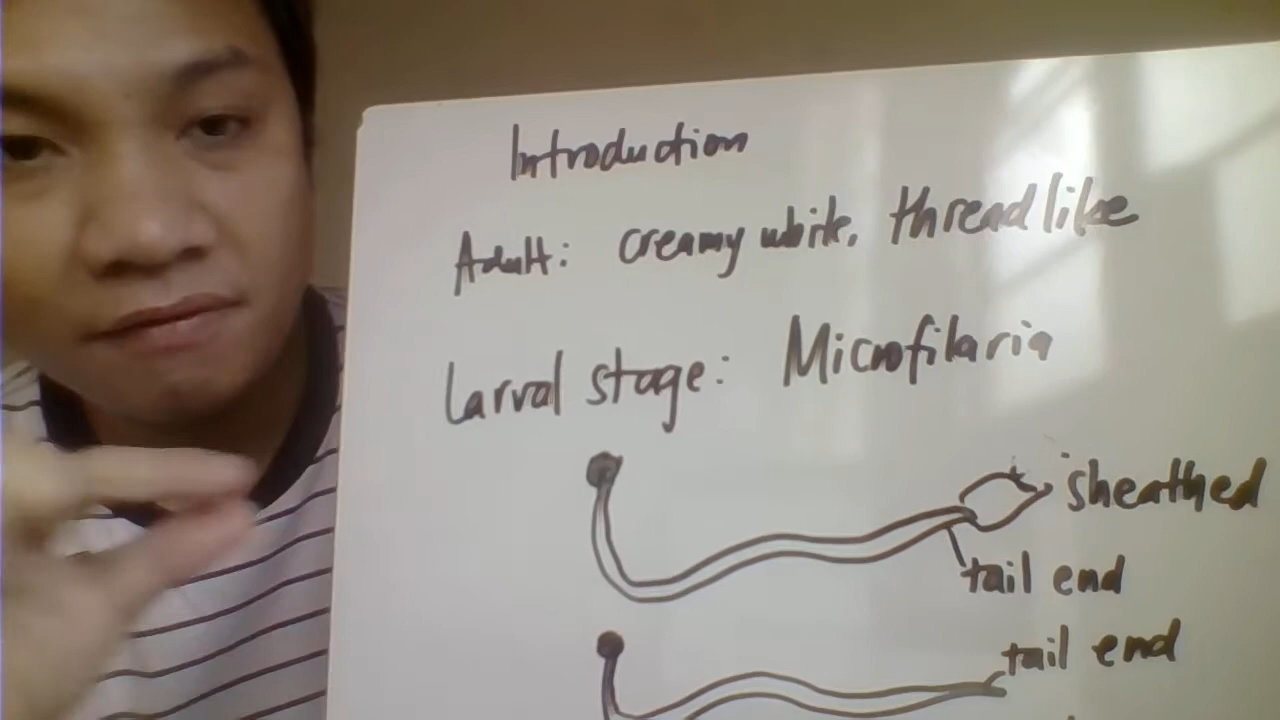 Introduction
Adult: creamy white, threadlike
Larval stage: Microfilaria
sheathed
tail end
tail end